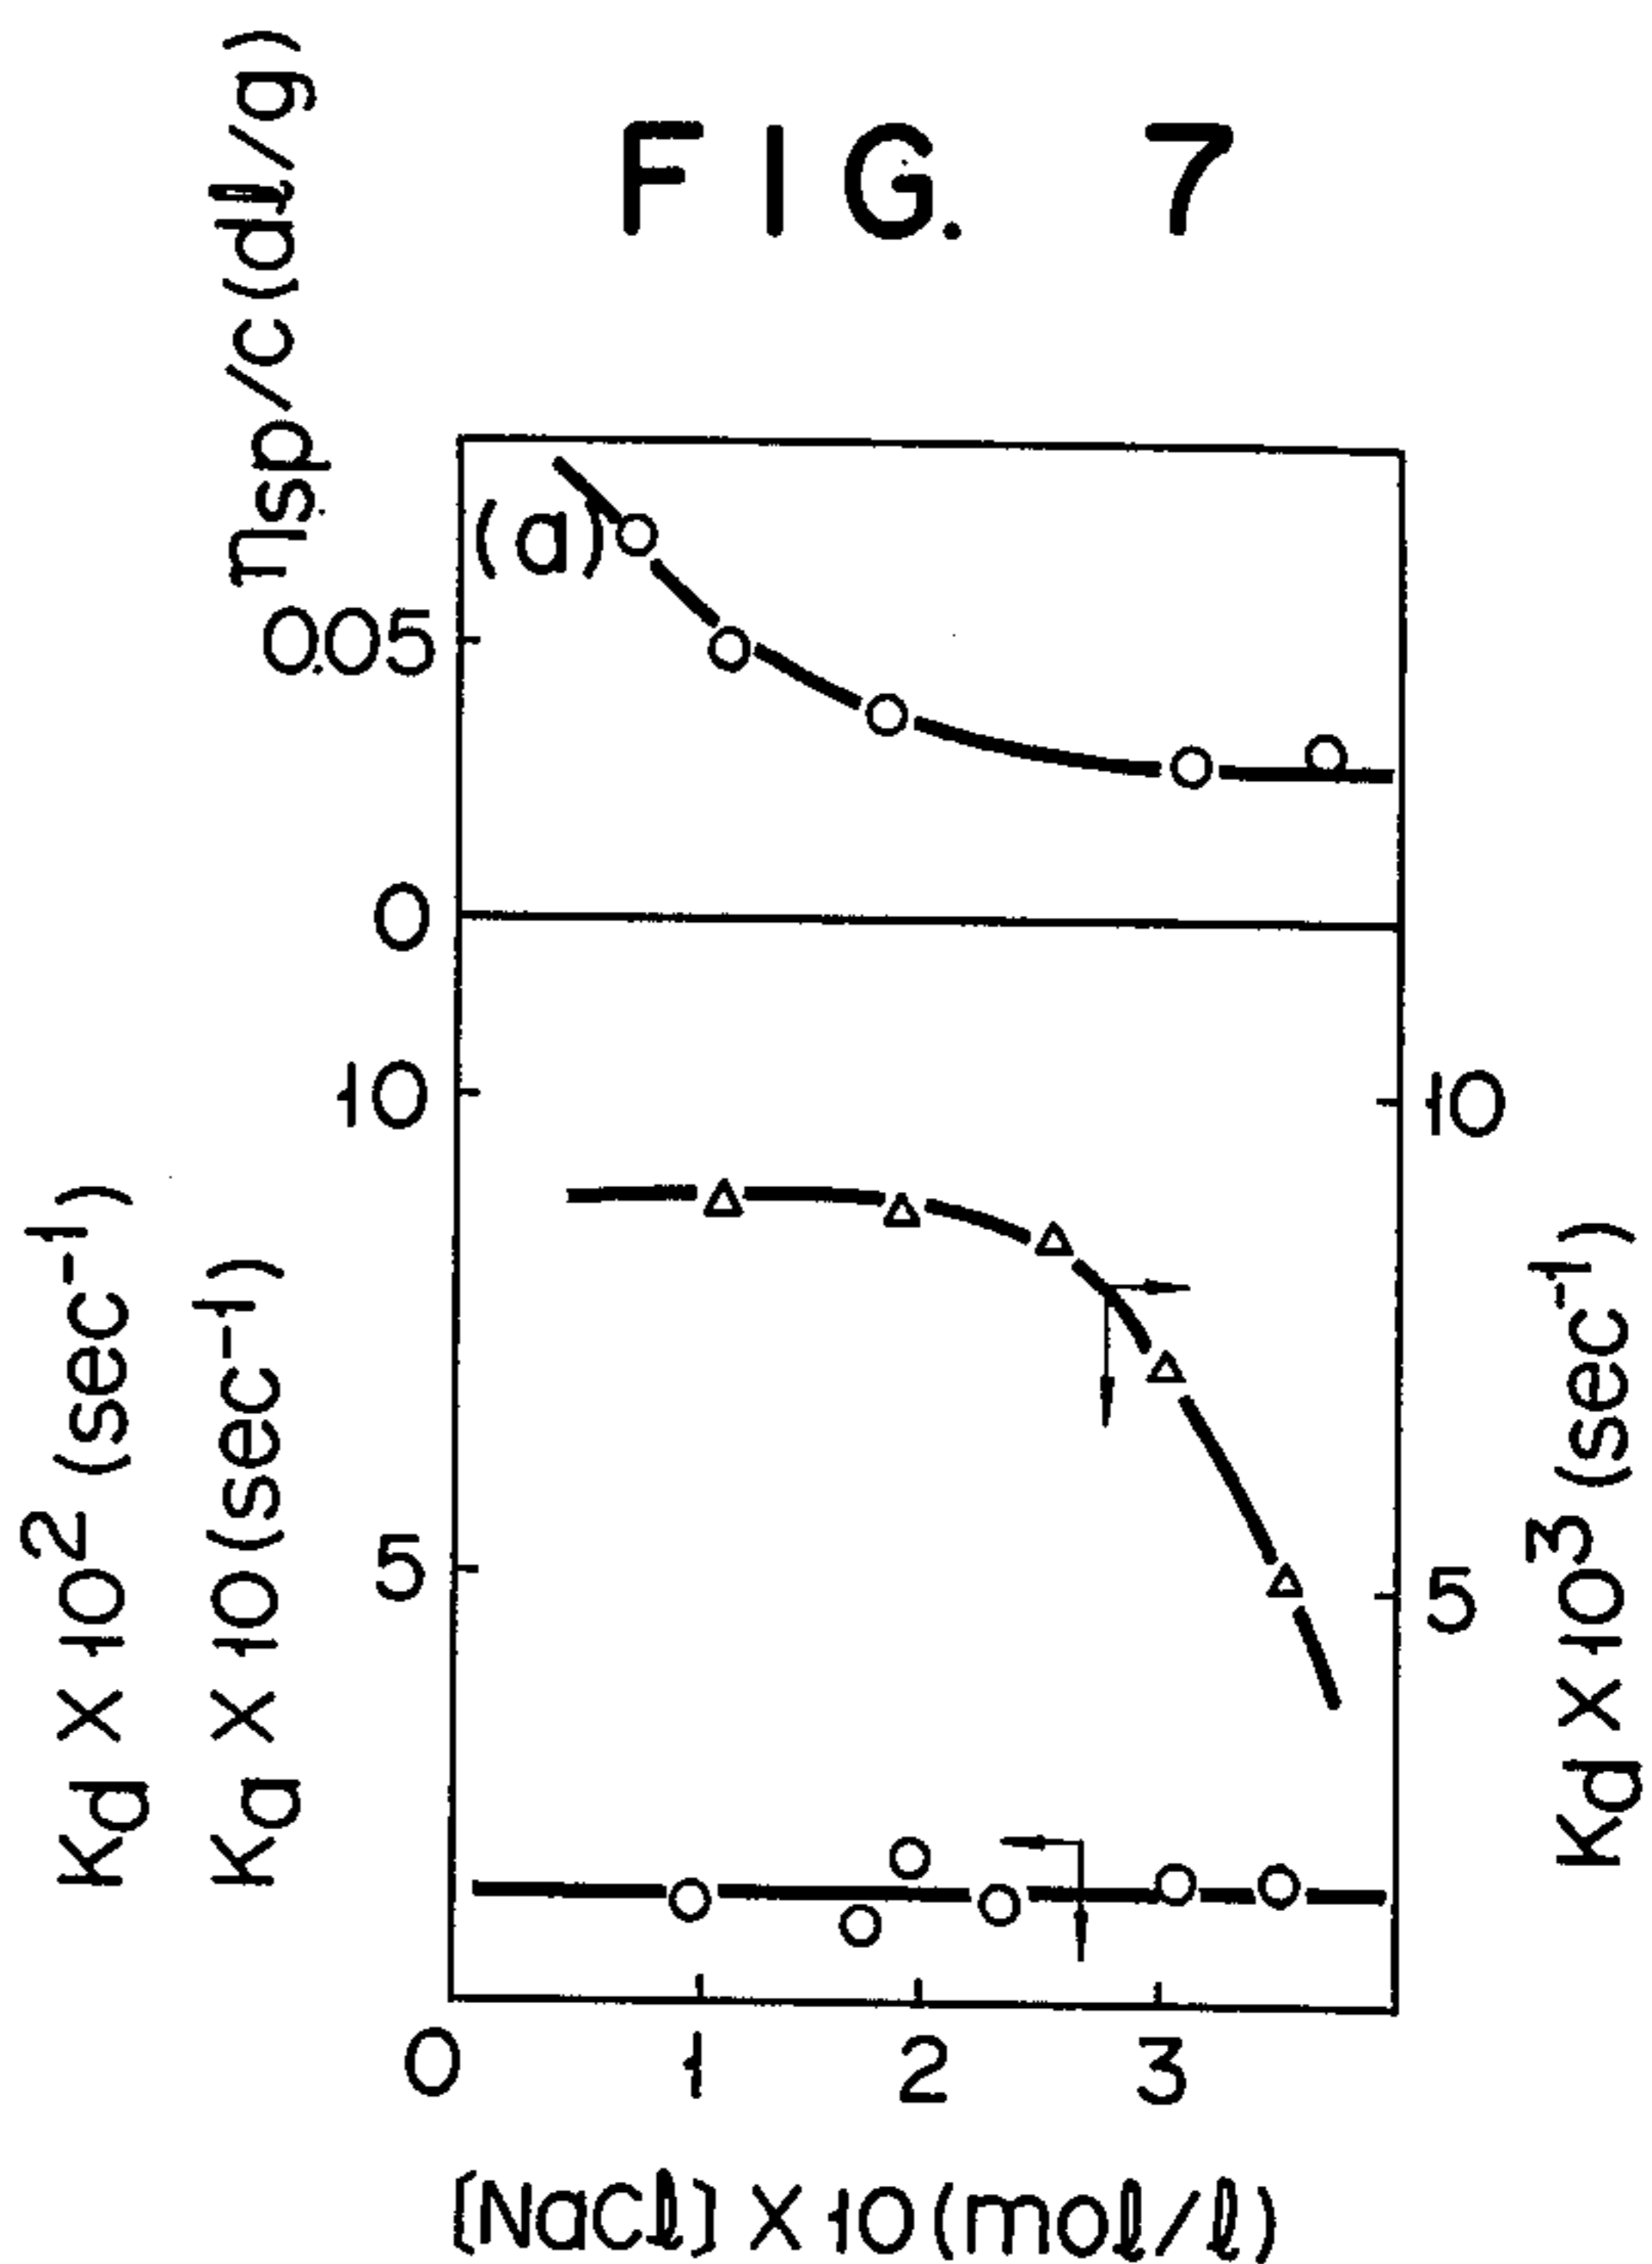 FIG. 7
ηsp/c(dl/g)
(a)
0.05
0
10
10
Kd × 10² (sec⁻¹)
Ka × 10 (sec⁻¹)
Kd × 10³ (sec⁻¹)
5
5
0 1 2 3
[NaCl] × 10 (mol/l)